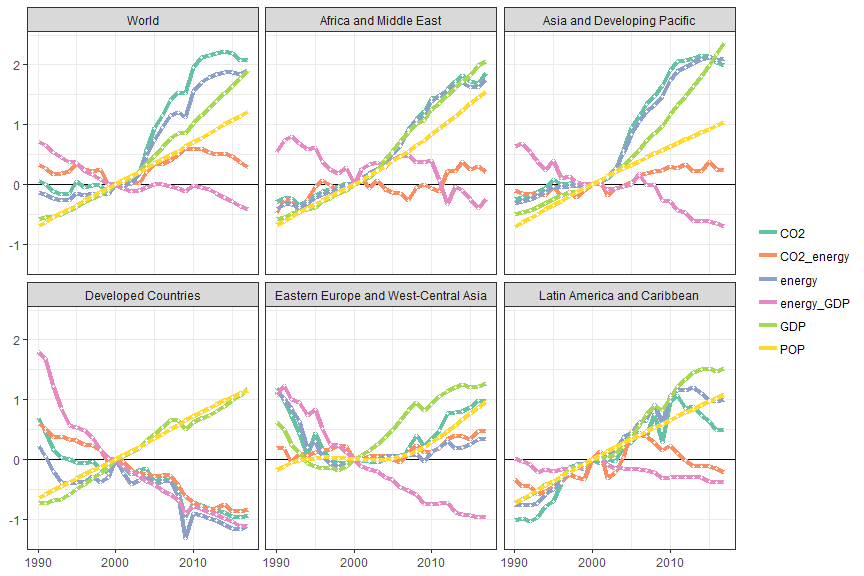 World
Africa and Middle East
Asia and Developing Pacific
2
1
0
-1
Developed Countries
Eastern Europe and West-Central Asia
Latin America and Caribbean
2
1
0
-1
1990
2000
2010
1990
2000
2010
1990
2000
2010
CO2
CO2_energy
energy
energy_GDP
GDP
POP